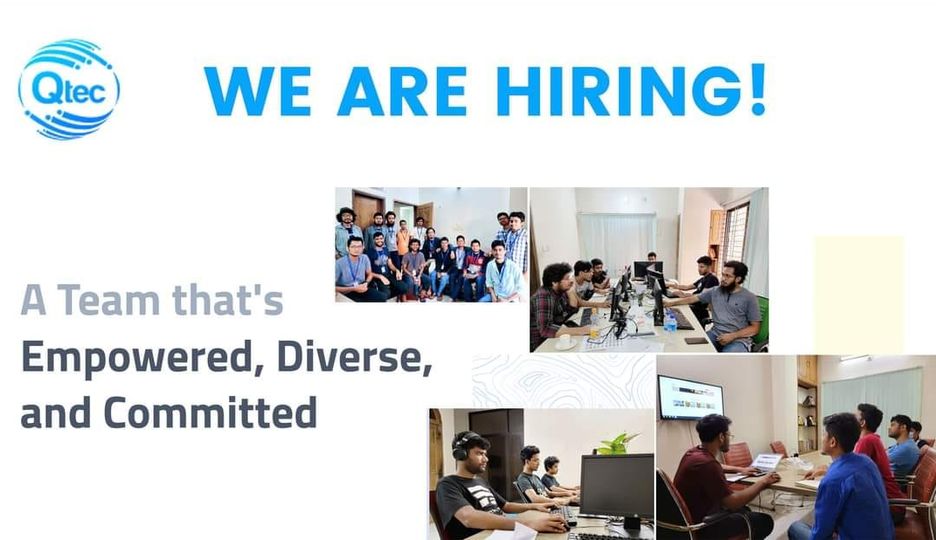 Qtec
WE ARE HIRING!
A Team that's
Empowered, Diverse,
and Committed